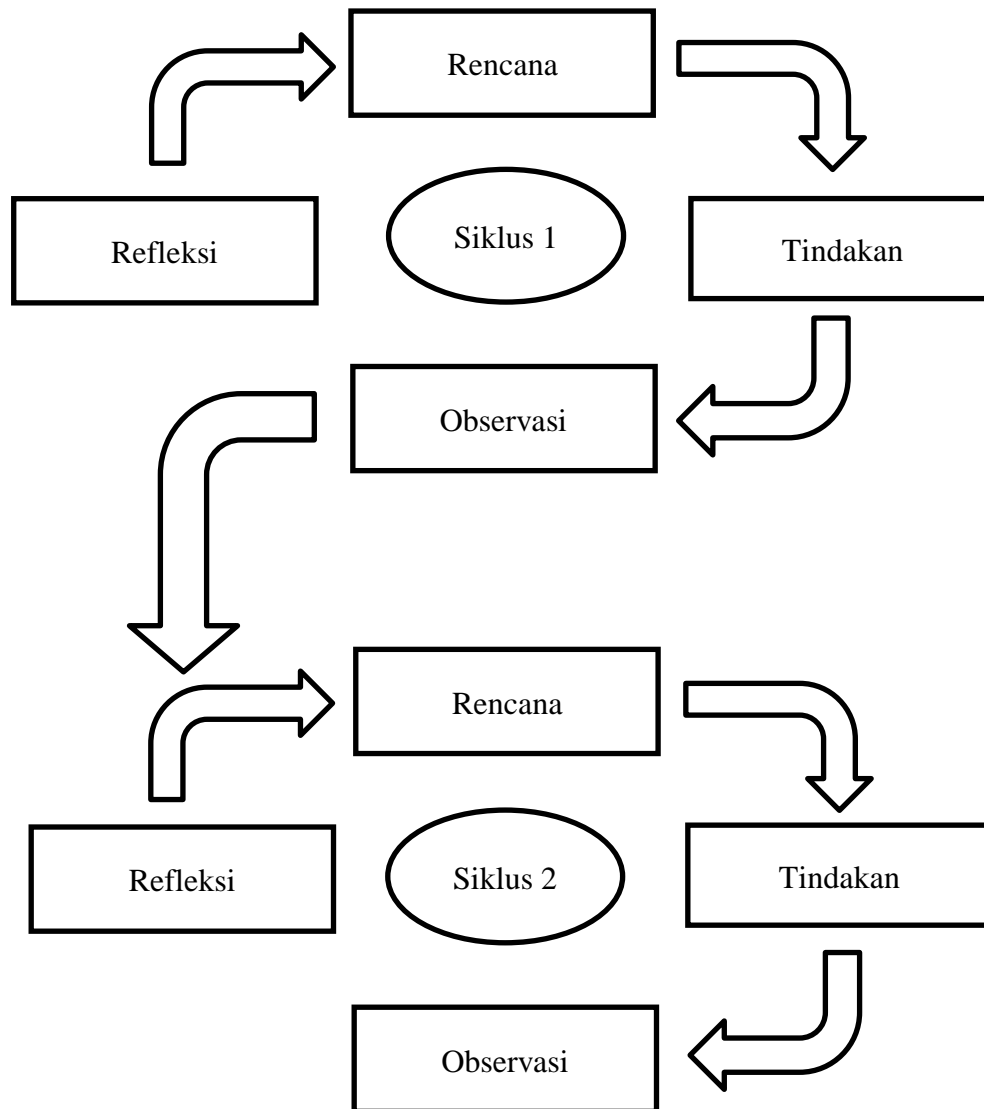 Rencana
Refleksi
Siklus 1
Tindakan
Observasi
Rencana
Refleksi
Siklus 2
Tindakan
Observasi